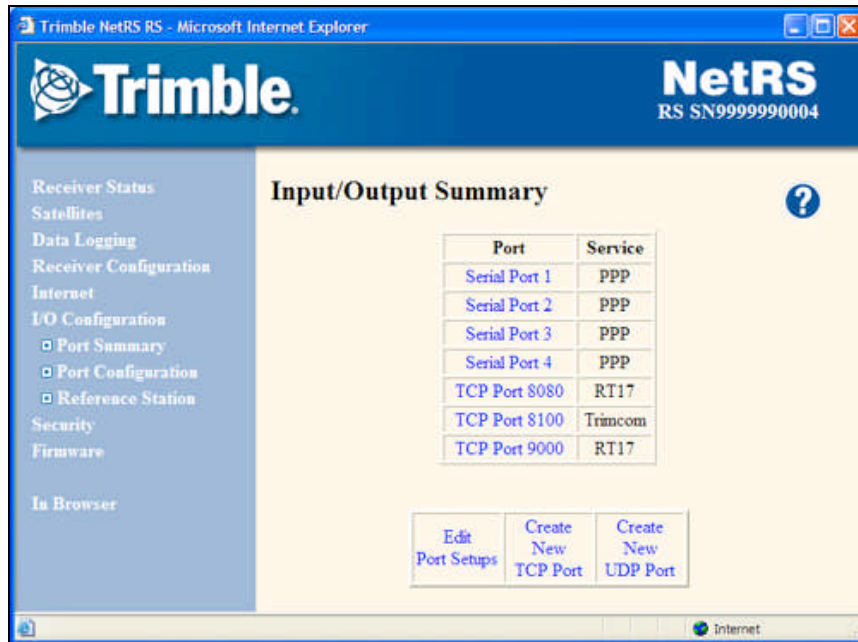 Trimble NetRS RS - Microsoft Internet Explorer
Trimble.
NetRS
RS SN9999990004
Receiver Status
Satellites
Data Logging
Receiver Configuration
Internet
I/O Configuration
Port Summary
Port Configuration
Reference Station
Security
Firmware
In Browser
Input/Output Summary
?
Port Service
Serial Port 1 PPP
Serial Port 2 PPP
Serial Port 3 PPP
Serial Port 4 PPP
TCP Port 8080 RT17
TCP Port 8100 Trimcom
TCP Port 9000 RT17
Edit
Port Setups
Create
New
TCP Port
Create
New
UDP Port
Internet